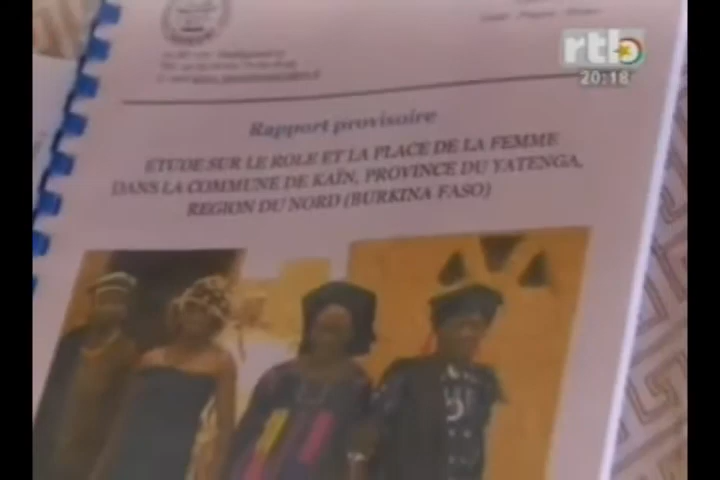 rtb
20:18
Rapport provisoire
ETUDE SUR LE ROLE ET LA PLACE DE LA FEMME
DANS LA COMMUNE DE KAÏN, PROVINCE DU YATENGA,
REGION DU NORD (BURKINA FASO)